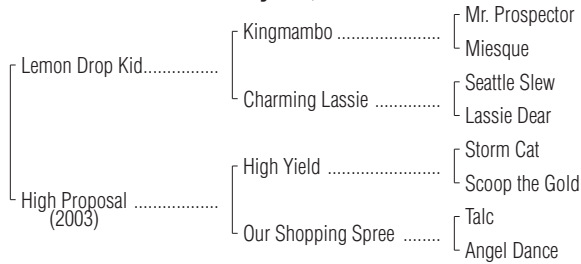 Mr. Prospector
Kingmambo ..................
Miesque
Lemon Drop Kid................
Seattle Slew
Charming Lassie ..............
Lassie Dear
Storm Cat
High Yield .....................
Scoop the Gold
High Proposal ..................
(2003)
Talc
Our Shopping Spree ........
Angel Dance